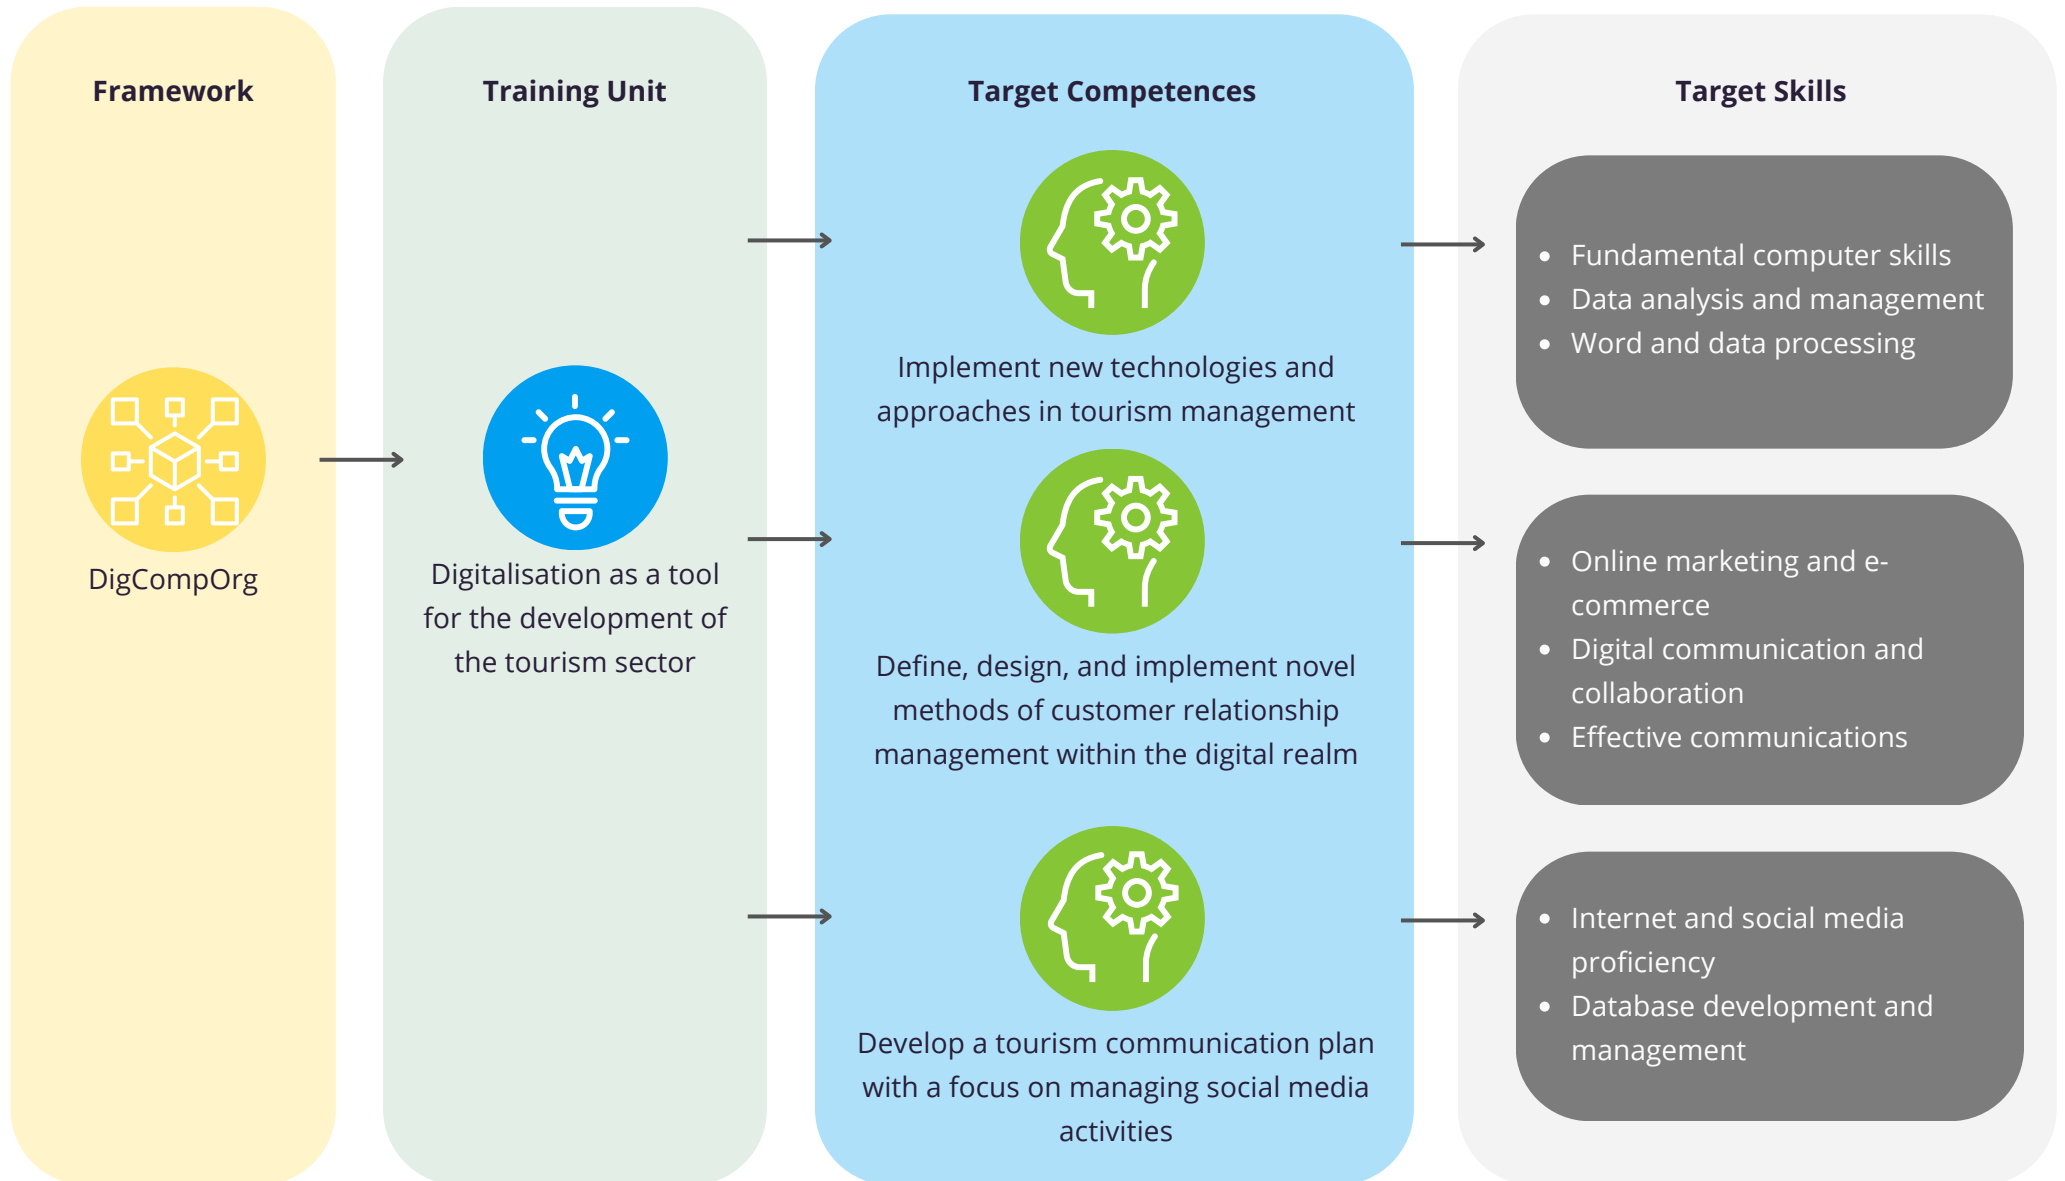 Framework
DigCompOrg
Training Unit
Digitalisation as a tool
for the development of
the tourism sector
Target Competences
Implement new technologies and
approaches in tourism management
Define, design, and implement novel
methods of customer relationship
management within the digital realm
Develop a tourism communication plan
with a focus on managing social media
activities
Target Skills
• Fundamental computer skills
• Data analysis and management
• Word and data processing
• Online marketing and e-
commerce
• Digital communication and
collaboration
• Effective communications
• Internet and social media
proficiency
• Database development and
management